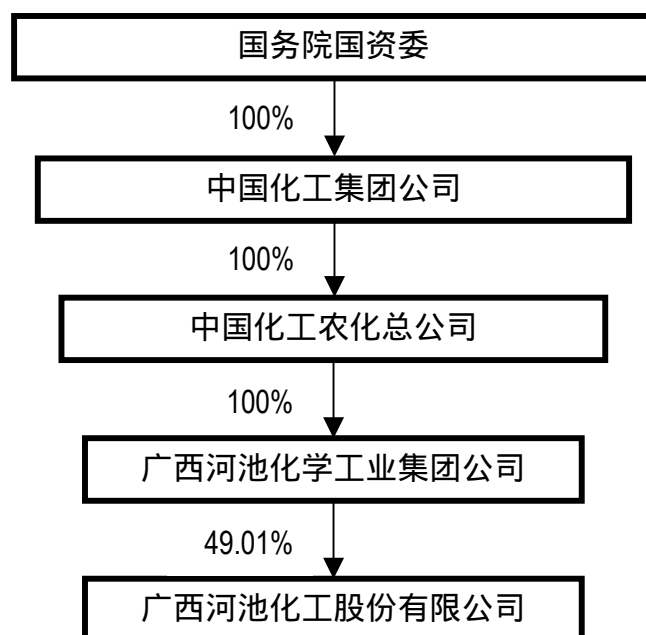 国务院国资委
100%
中国化工集团公司
100%
中国化工农化总公司
100%
广西河池化学工业集团公司
49.01%
广西河池化工股份有限公司